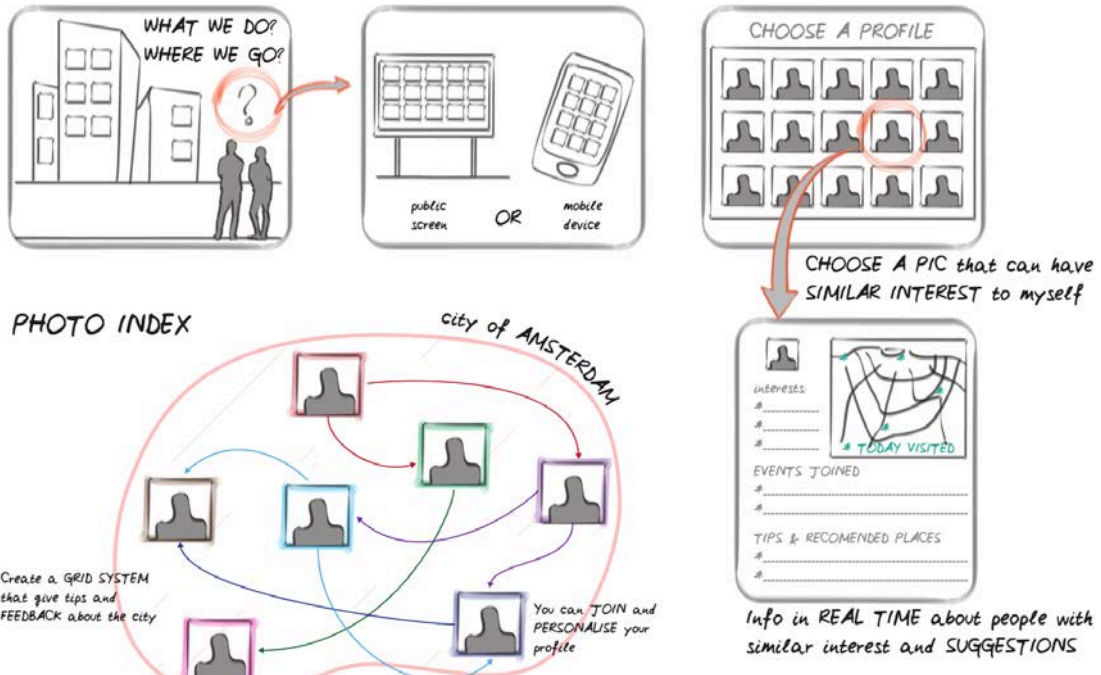 WHAT WE DO?
WHERE WE GO?
?
public
screen
OR
mobile
device
CHOOSE A PROFILE
CHOOSE A PIC that can have
SIMILAR INTEREST to myself
PHOTO INDEX
city of AMSTERDAM
Create a GRID SYSTEM
that give tips and
FEEDBACK about the city
You can JOIN and
PERSONALISE your
profile
interests
*
*
*
* TODAY VISITED
EVENTS JOINED
*
*
TIPS & RECOMENDED PLACES
*
*
Info in REAL TIME about people with
similar interest and SUGGESTIONS